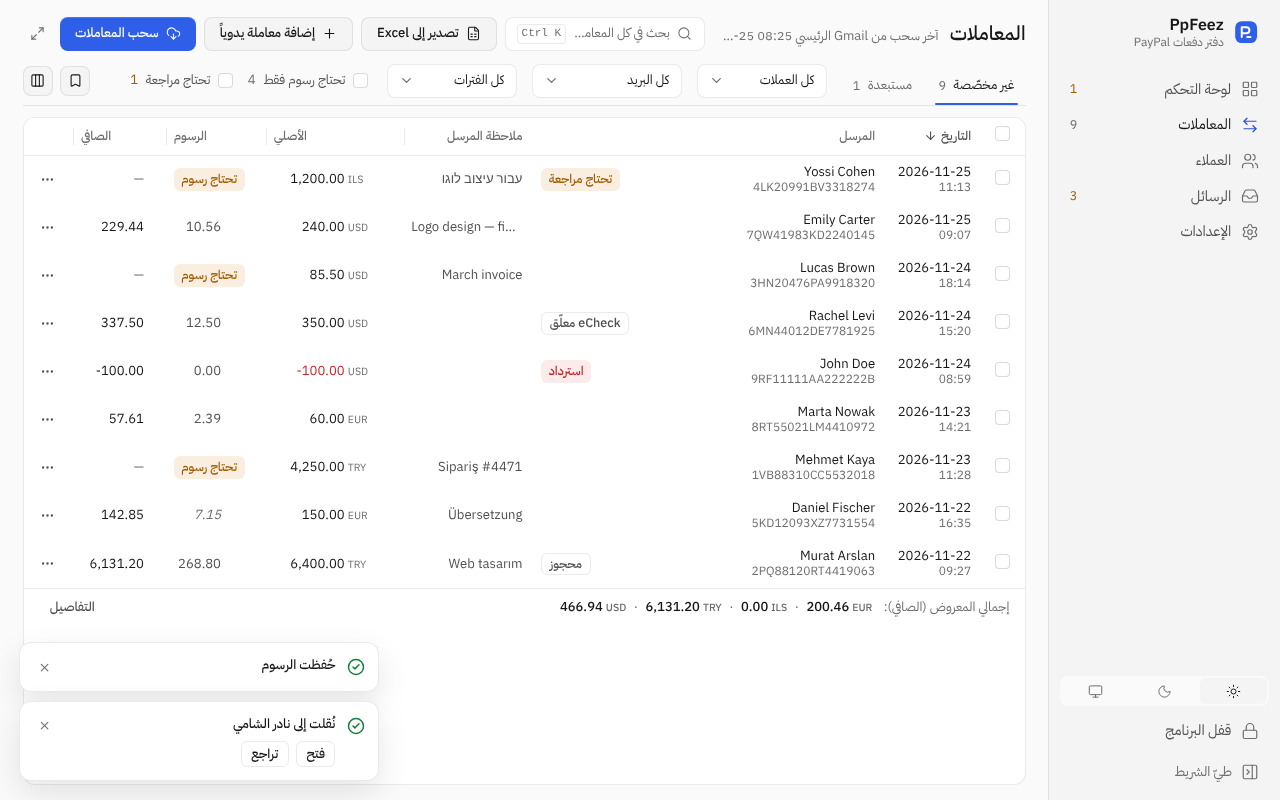 PpFeez
دفتر دفعات PayPal
لوحة التحكم 1
المعاملات 9
العملاء
الرسائل 3
الإعدادات
قفل البرنامج
طيّ الشريط
المعاملات
آخر سحب من Gmail الرئيسي 08:25 25-...
بحث في كل المعامـ... Ctrl K
تصدير إلى Excel
إضافة معاملة يدوياً
سحب المعاملات
غير مخصّصة 9
مستبعدة 1
كل العملات
كل البريد
كل الفترات
تحتاج رسوم فقط 4
تحتاج مراجعة 1
التاريخ المرسل ملاحظة المرسل الأصلي الرسوم الصافي
2026-11-25 Yossi Cohen تحتاج مراجعة עבור עיצוב לוגו 1,200.00 ILS تحتاج رسوم —
11:13 4LK20991BV3318274
2026-11-25 Emily Carter Logo design — fi... 240.00 USD 10.56 229.44
09:07 7QW41983KD2240145
2026-11-24 Lucas Brown March invoice 85.50 USD تحتاج رسوم —
18:14 3HN20476PA9918320
2026-11-24 Rachel Levi eCheck معلّق 350.00 USD 12.50 337.50
15:20 6MN44012DE7781925
2026-11-24 John Doe استرداد -100.00 USD 0.00 -100.00
08:59 9RF11111AA222222B
2026-11-23 Marta Nowak 60.00 EUR 2.39 57.61
14:21 8RT55021LM4410972
2026-11-23 Mehmet Kaya Sipariş #4471 4,250.00 TRY تحتاج رسوم —
11:28 1VB88310CC5532018
2026-11-22 Daniel Fischer Übersetzung 150.00 EUR 7.15 142.85
16:35 5KD12093XZ7731554
2026-11-22 Murat Arslan محجوز Web tasarım 6,400.00 TRY 268.80 6,131.20
09:27 2PQ88120RT4419063
إجمالي المعروض (الصافي): 200.46 EUR · 0.00 ILS · 6,131.20 TRY · 466.94 USD التفاصيل
حُفظت الرسوم
نُقلت إلى نادر الشامي
فتح تراجع